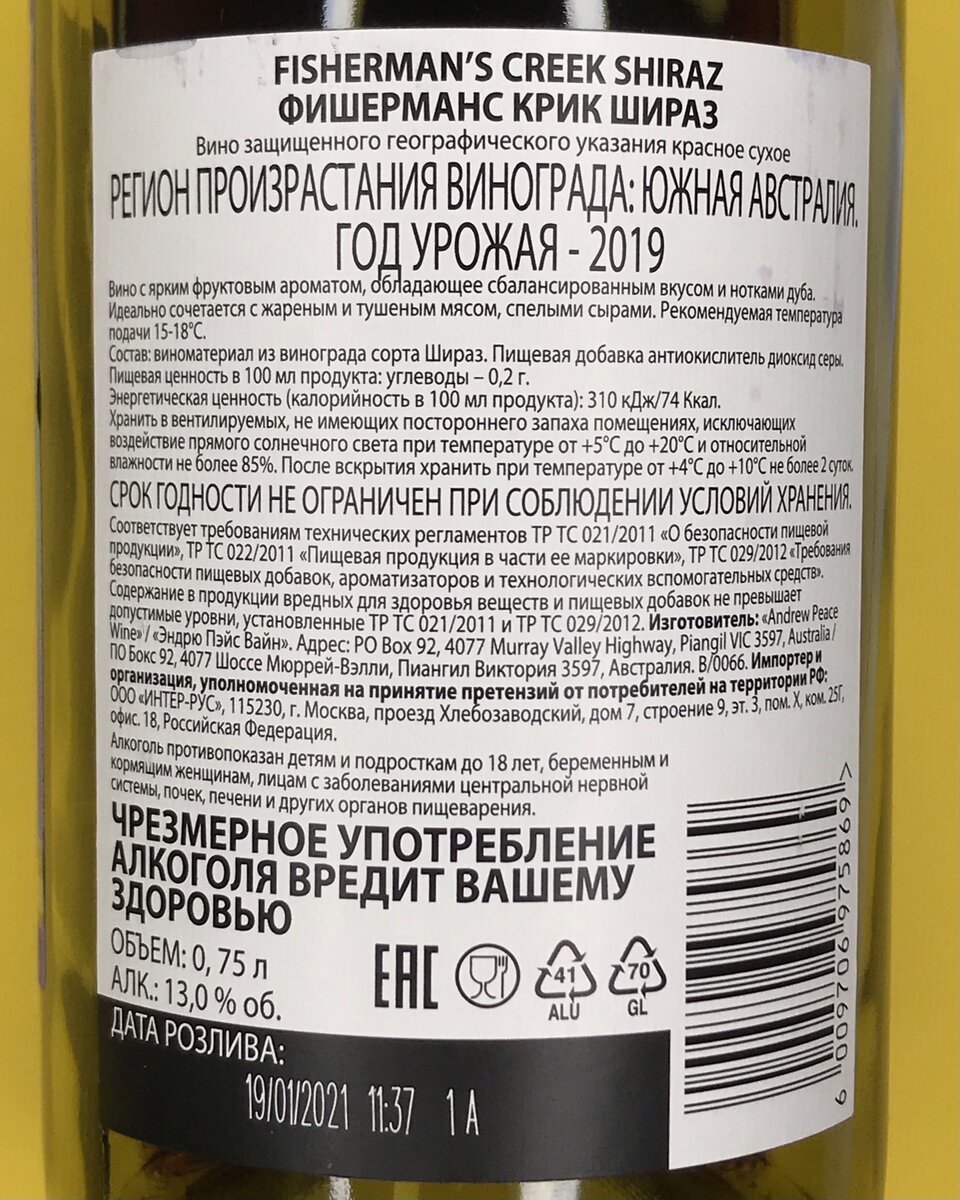 FISHERMAN'S CREEK SHIRAZ
ФИШЕРМАНС КРИК ШИРАЗ
Вино защищенного географического указания красное сухое
РЕГИОН ПРОИЗРАСТАНИЯ ВИНОГРАДА: ЮЖНАЯ АВСТРАЛИЯ.
ГОД УРОЖАЯ - 2019
Вино с ярким фруктовым ароматом, обладающее сбалансированным вкусом и нотками дуба.
Идеально сочетается с жареным и тушеным мясом, спелыми сырами. Рекомендуемая температура
подачи 15-18°С.
Состав: виноматериал из винограда сорта Шираз. Пищевая добавка антиокислитель диоксид серы.
Пищевая ценность в 100 мл продукта: углеводы – 0,2 г.
Энергетическая ценность (калорийность в 100 мл продукта): 310 кДж/74 Ккал.
Хранить в вентилируемых, не имеющих постороннего запаха помещениях, исключающих
воздействие прямого солнечного света при температуре от +5°С до +20°С и относительной
влажности не более 85%. После вскрытия хранить при температуре от +4°С до +10°С не более 2 суток.
СРОК ГОДНОСТИ НЕ ОГРАНИЧЕН ПРИ СОБЛЮДЕНИИ УСЛОВИЙ ХРАНЕНИЯ.
Соответствует требованиям технических регламентов ТР ТС 021/2011 «О безопасности пищевой
продукции», ТР ТС 022/2011 «Пищевая продукция в части ее маркировки», ТР ТС 029/2012 «Требования
безопасности пищевых добавок, ароматизаторов и технологических вспомогательных средств».
Содержание в продукции вредных для здоровья веществ и пищевых добавок не превышает
допустимые уровни, установленные ТР ТС 021/2011 и ТР ТС 029/2012. Изготовитель: «Andrew Peace
Wine» / «Эндрю Пэйс Вайн». Адрес: PO Box 92, 4077 Murray Valley Highway, Piangil VIC 3597, Australia /
ПО Бокс 92, 4077 Шоссе Мюррей-Вэлли, Пиангил Виктория 3597, Австралия. В/0066. Импортер и
организация, уполномоченная на принятие претензий от потребителей на территории РФ:
ООО «ИНТЕР-РУС», 115230, г. Москва, проезд Хлебозаводский, дом 7, строение 9, эт. 3, пом. X, ком. 25Г,
офис. 18, Российская Федерация.
Алкоголь противопоказан детям и подросткам до 18 лет, беременным и
кормящим женщинам, лицам с заболеваниями центральной нервной
системы, почек, печени и других органов пищеварения.
ЧРЕЗМЕРНОЕ УПОТРЕБЛЕНИЕ
АЛКОГОЛЯ ВРЕДИТ ВАШЕМУ
ЗДОРОВЬЮ
ОБЪЕМ: 0, 75 л
АЛК.: 13,0 % об.
EAC
41
ALU
70
GL
6 009706 975869 >
ДАТА РОЗЛИВА:
19/01/2021 11:37 1 A